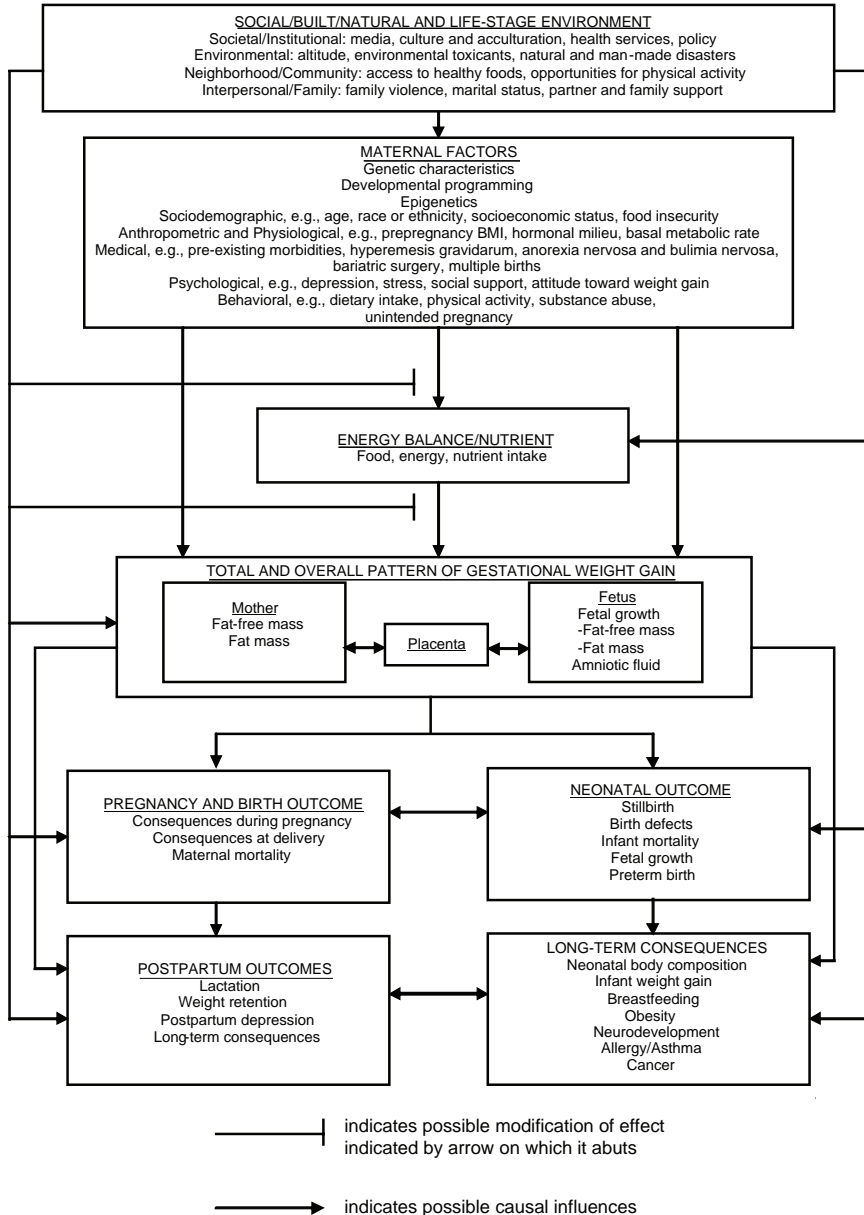 SOCIAL/BUILT/NATURAL AND LIFE-STAGE ENVIRONMENT
Societal/Institutional: media, culture and acculturation, health services, policy
Environmental: altitude, environmental toxicants, natural and man-made disasters
Neighborhood/Community: access to healthy foods, opportunities for physical activity
Interpersonal/Family: family violence, marital status, partner and family support
MATERNAL FACTORS
Genetic characteristics
Developmental programming
Epigenetics
Sociodemographic, e.g., age, race or ethnicity, socioeconomic status, food insecurity
Anthropometric and Physiological, e.g., prepregnancy BMI, hormonal milieu, basal metabolic rate
Medical, e.g., pre-existing morbidities, hyperemesis gravidarum, anorexia nervosa and bulimia nervosa,
bariatric surgery, multiple births
Psychological, e.g., depression, stress, social support, attitude toward weight gain
Behavioral, e.g., dietary intake, physical activity, substance abuse,
unintended pregnancy
ENERGY BALANCE/NUTRIENT
Food, energy, nutrient intake
TOTAL AND OVERALL PATTERN OF GESTATIONAL WEIGHT GAIN
Mother
Fat-free mass
Fat mass
Placenta
Fetus
Fetal growth
-Fat-free mass
-Fat mass
Amniotic fluid
PREGNANCY AND BIRTH OUTCOME
Consequences during pregnancy
Consequences at delivery
Maternal mortality
NEONATAL OUTCOME
Stillbirth
Birth defects
Infant mortality
Fetal growth
Preterm birth
POSTPARTUM OUTCOMES
Lactation
Weight retention
Postpartum depression
Long-term consequences
LONG-TERM CONSEQUENCES
Neonatal body composition
Infant weight gain
Breastfeeding
Obesity
Neurodevelopment
Allergy/Asthma
Cancer
indicates possible modification of effect
indicated by arrow on which it abuts
indicates possible causal influences